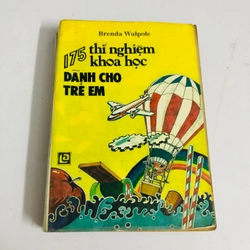 Brenda Walpole
175 thí nghiệm
khoa học
DÀNH CHO
TRẺ EM